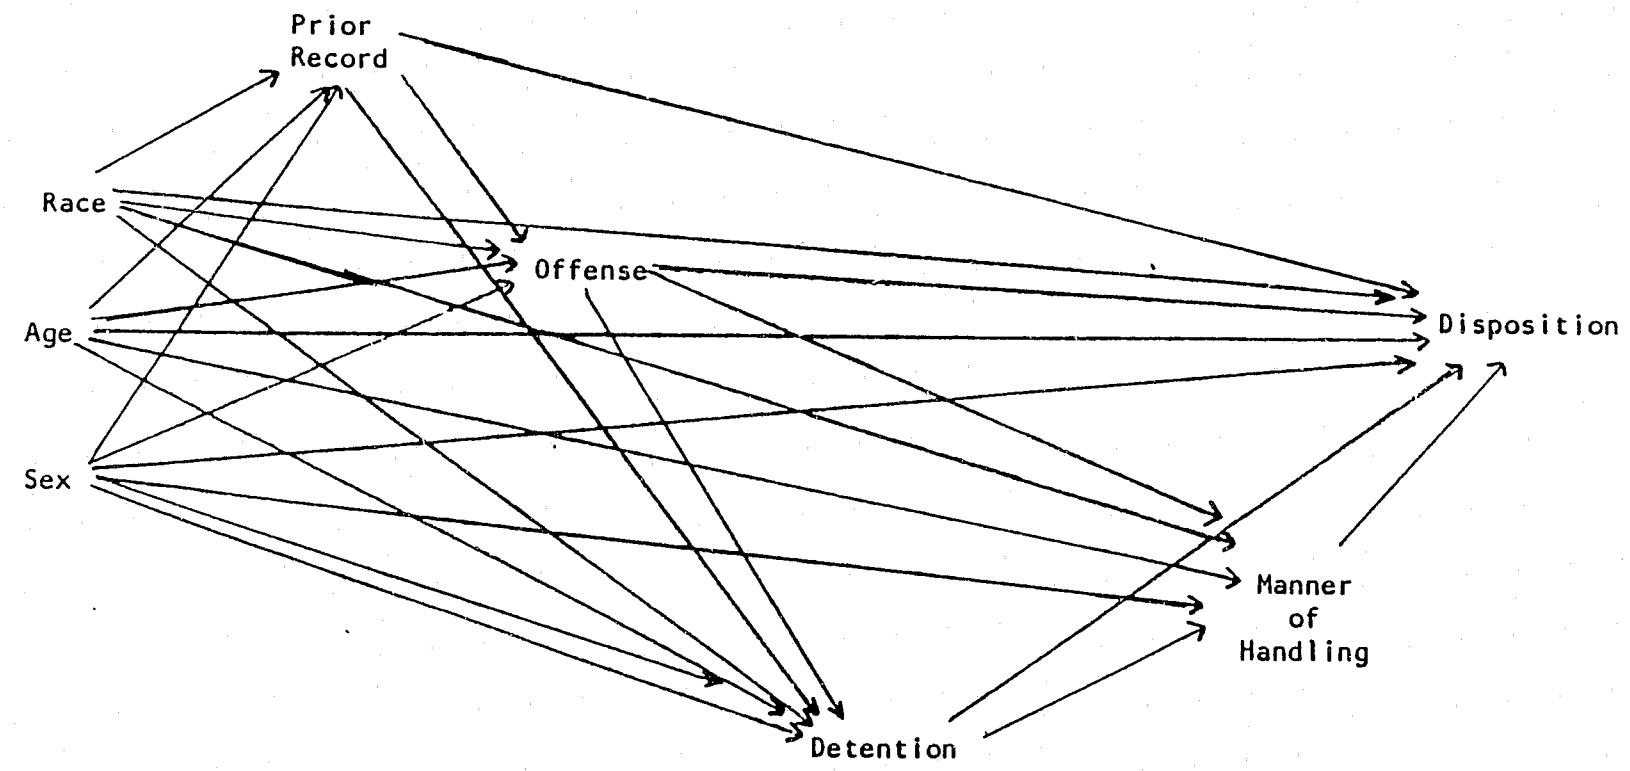 Prior
Record
Race
Offense
Age
Disposition
Sex
Manner
of
Handling
Detention